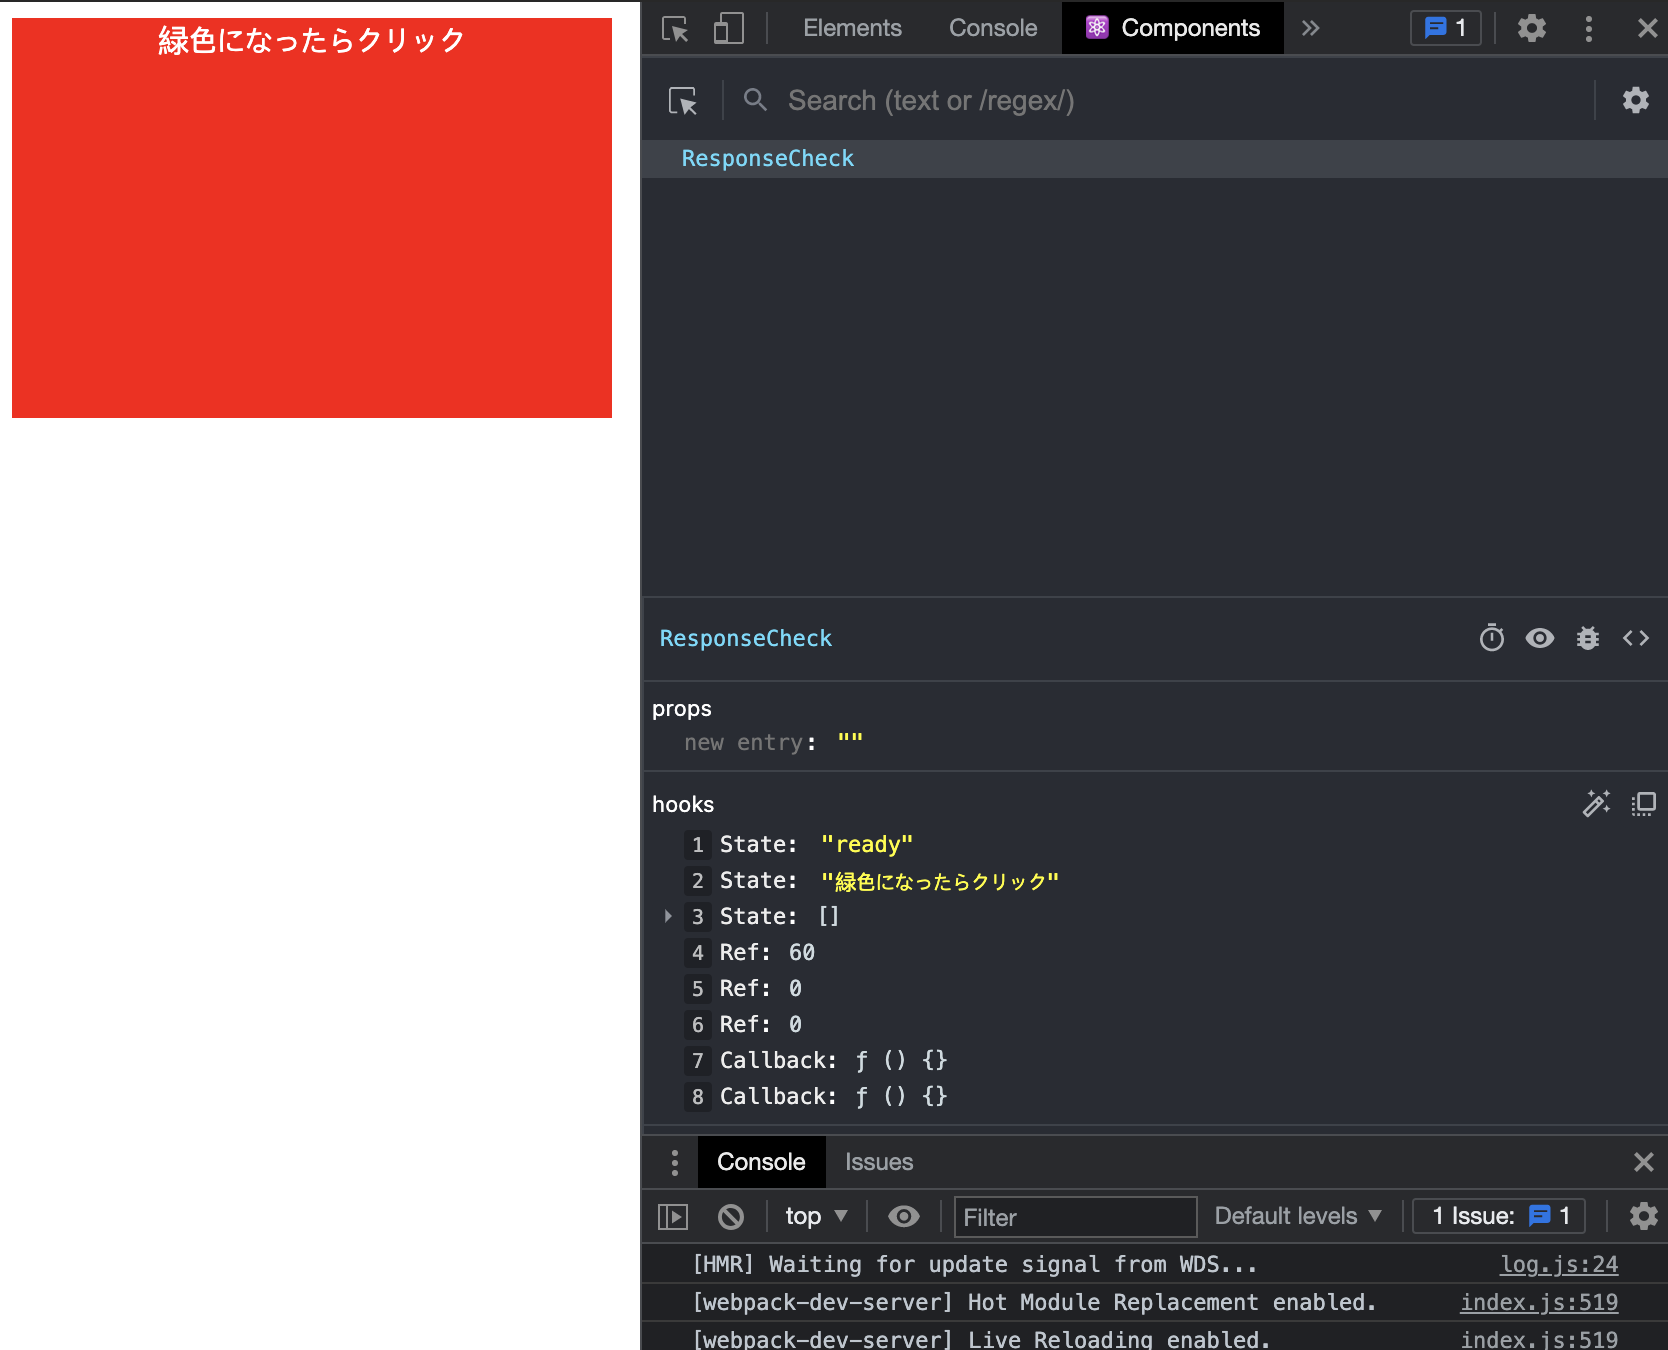 緑色になったらクリック
Elements Console Components 1
Search (text or /regex/)
ResponseCheck
ResponseCheck
props
new entry: ""
hooks
1 State: "ready"
2 State: "緑色になったらクリック"
3 State: []
4 Ref: 60
5 Ref: 0
6 Ref: 0
7 Callback: ƒ () {}
8 Callback: ƒ () {}
Console Issues
top Filter Default levels 1 Issue: 1
[HMR] Waiting for update signal from WDS... log.js:24
[webpack-dev-server] Hot Module Replacement enabled. index.js:519
[webpack-dev-server] Live Reloading enabled. index.js:519